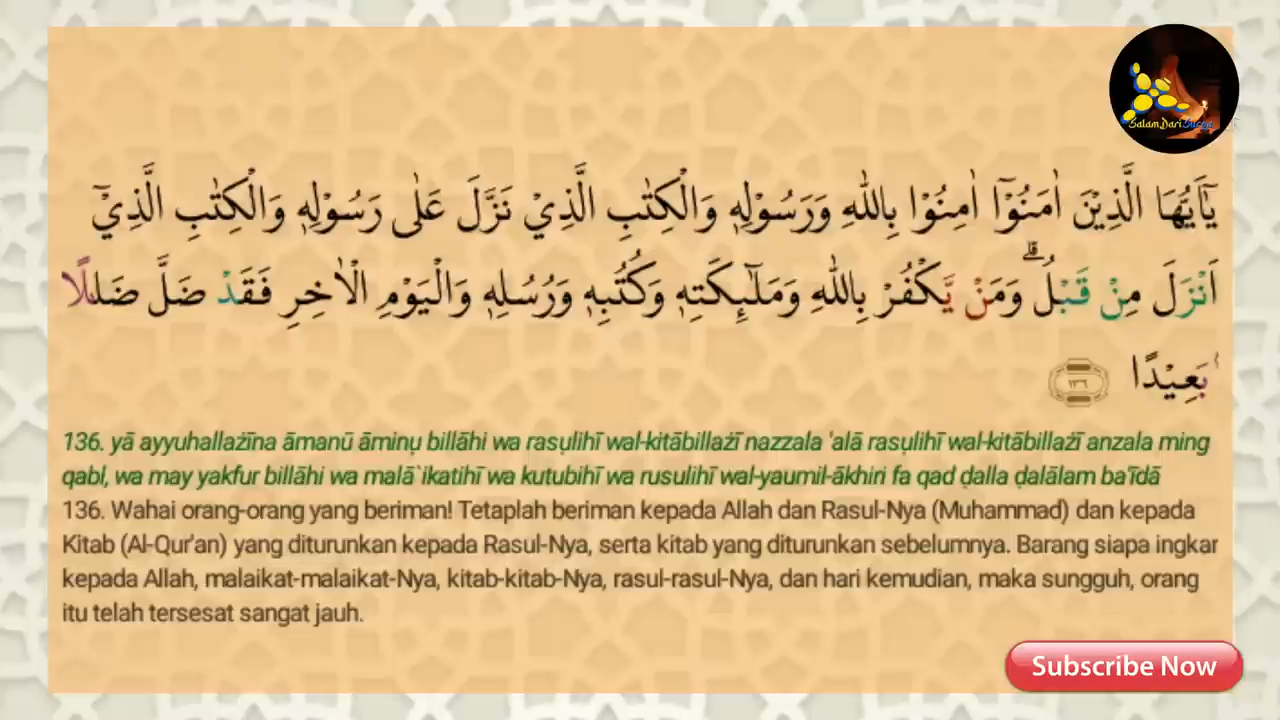 SalamDariSurga
يٰٓاَيُّهَا الَّذِيْنَ اٰمَنُوْٓا اٰمِنُوْا بِاللّٰهِ وَرَسُوْلِهٖ وَالْكِتٰبِ الَّذِيْ نَزَّلَ عَلٰى رَسُوْلِهٖ وَالْكِتٰبِ الَّذِيْٓ
اَنْزَلَ مِنْ قَبْلُ ۗوَمَنْ يَّكْفُرْ بِاللّٰهِ وَمَلٰۤىِٕكَتِهٖ وَكُتُبِهٖ وَرُسُلِهٖ وَالْيَوْمِ الْاٰخِرِ فَقَدْ ضَلَّ ضَلٰلًا
ۢ بَعِيْدًا ١٣٦
136. yā ayyuhallażīna āmanū āminụ billāhi wa rasụlihī wal-kitābillażī nazzala 'alā rasụlihī wal-kitābillażī anzala ming
qabl, wa may yakfur billāhi wa malā`ikatihī wa kutubihī wa rusulihī wal-yaumil-ākhiri fa qad ḍalla ḍalālam ba'īdā
136. Wahai orang-orang yang beriman! Tetaplah beriman kepada Allah dan Rasul-Nya (Muhammad) dan kepada
Kitab (Al-Qur'an) yang diturunkan kepada Rasul-Nya, serta kitab yang diturunkan sebelumnya. Barang siapa ingkar
kepada Allah, malaikat-malaikat-Nya, kitab-kitab-Nya, rasul-rasul-Nya, dan hari kemudian, maka sungguh, orang
itu telah tersesat sangat jauh.
Subscribe Now